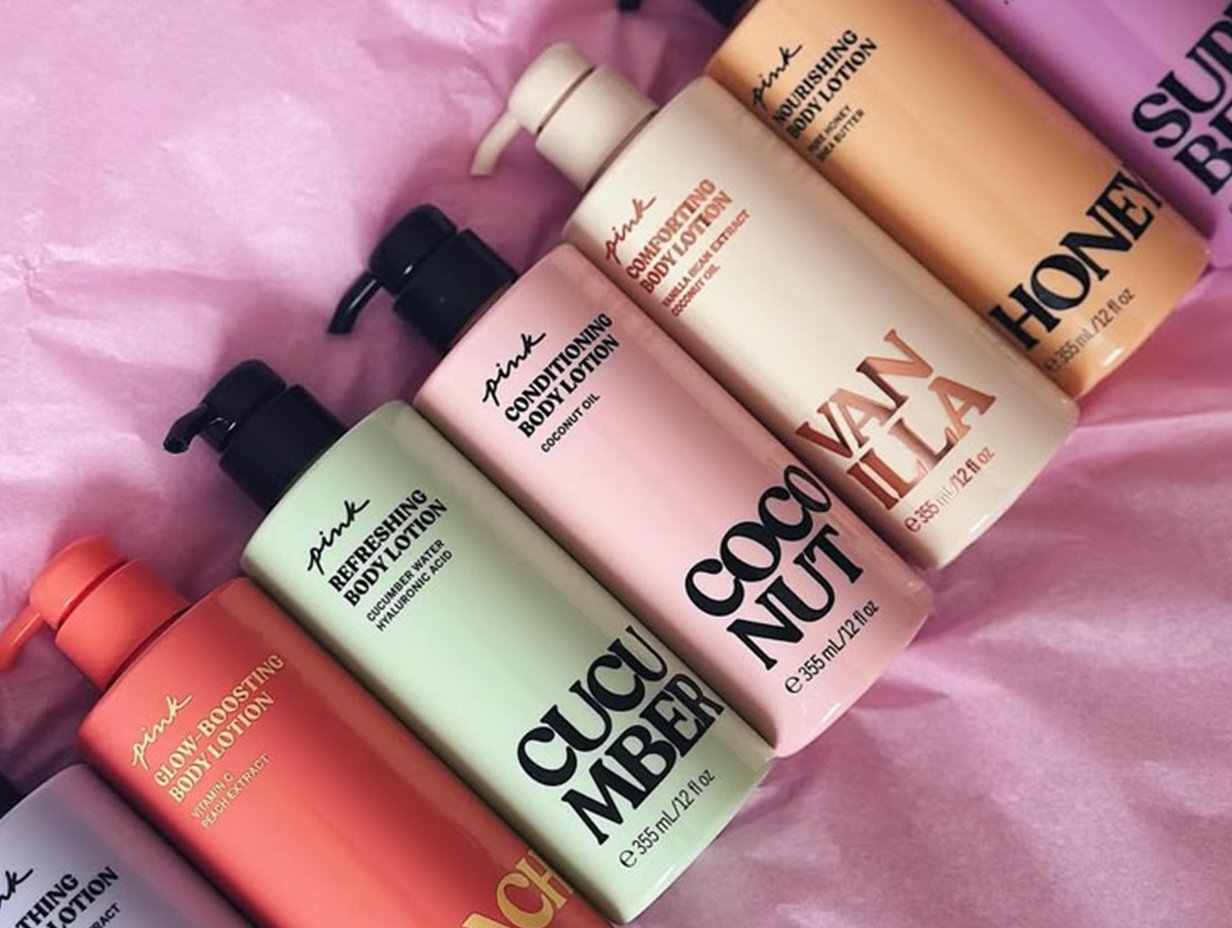 pink
LOTION
pink
GLOW-BOOSTING
BODY LOTION
VITAMIN C
PEACH EXTRACT
pink
REFRESHING
BODY LOTION
CUCUMBER WATER
HYALURONIC ACID
CUCU
MBER
℮ 355 mL/12 fl oz
pink
CONDITIONING
BODY LOTION
COCONUT OIL
COCO
NUT
℮ 355 mL/12 fl oz
pink
COMFORTING
BODY LOTION
VANILLA BEAN EXTRACT
COCONUT OIL
VAN
ILLA
℮ 355 mL/12 fl oz
pink
NOURISHING
BODY LOTION
PURE HONEY
SHEA BUTTER
HONEY
℮ 355 mL/12 fl oz